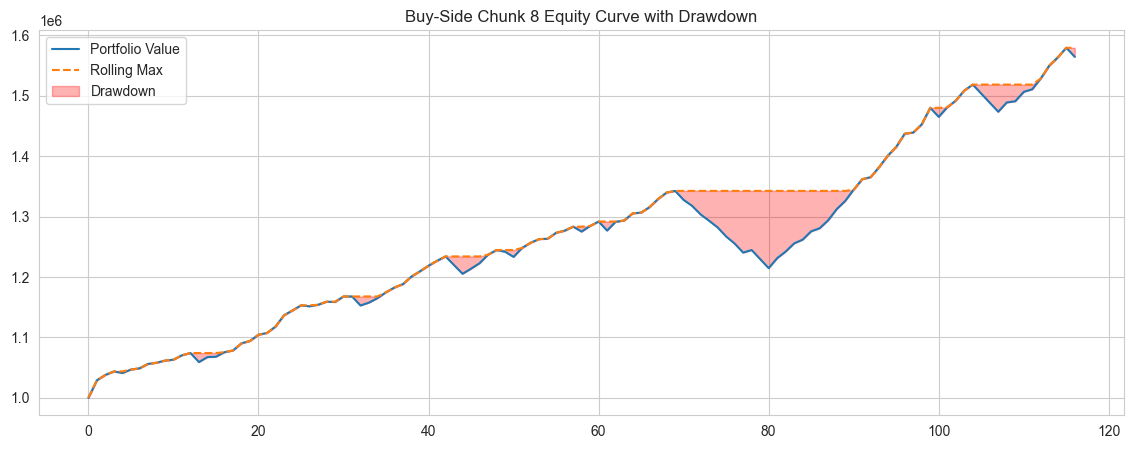 Buy-Side Chunk 8 Equity Curve with Drawdown
1e6
Portfolio Value
Rolling Max
Drawdown
1.6
1.5
1.4
1.3
1.2
1.1
1.0
0 20 40 60 80 100 120